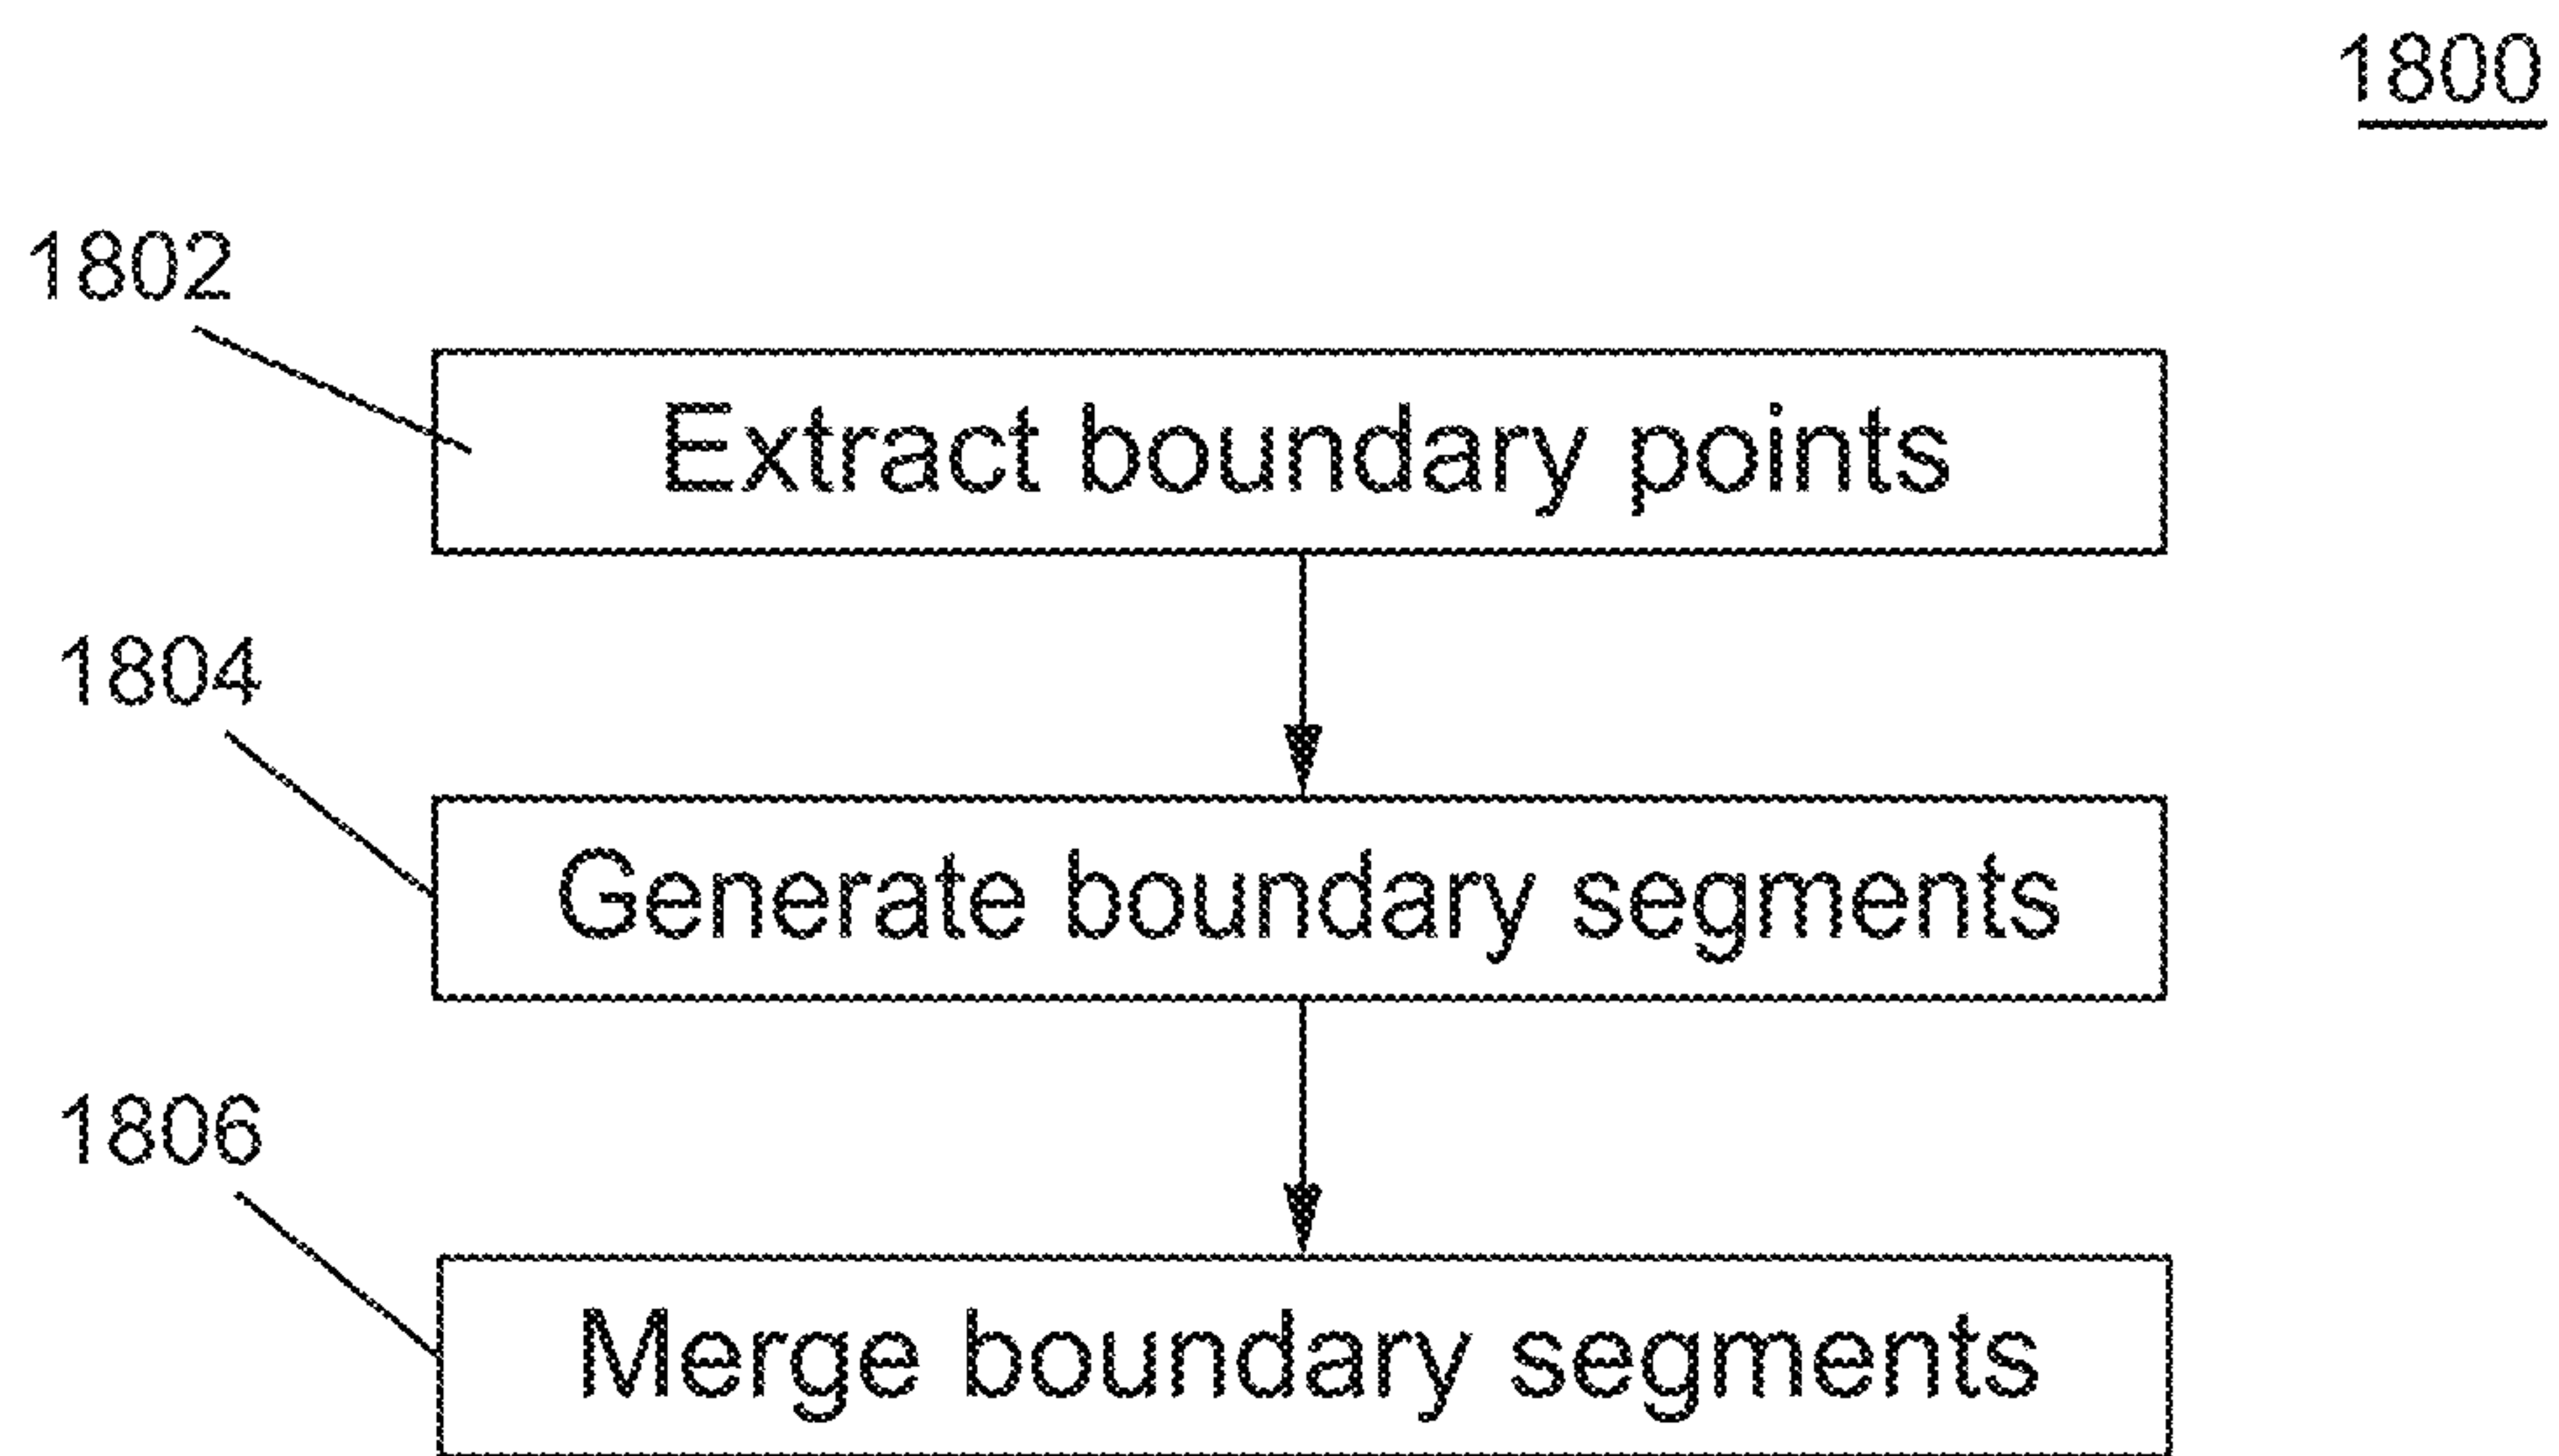 1800
1802
Extract boundary points
1804
Generate boundary segments
1806
Merge boundary segments